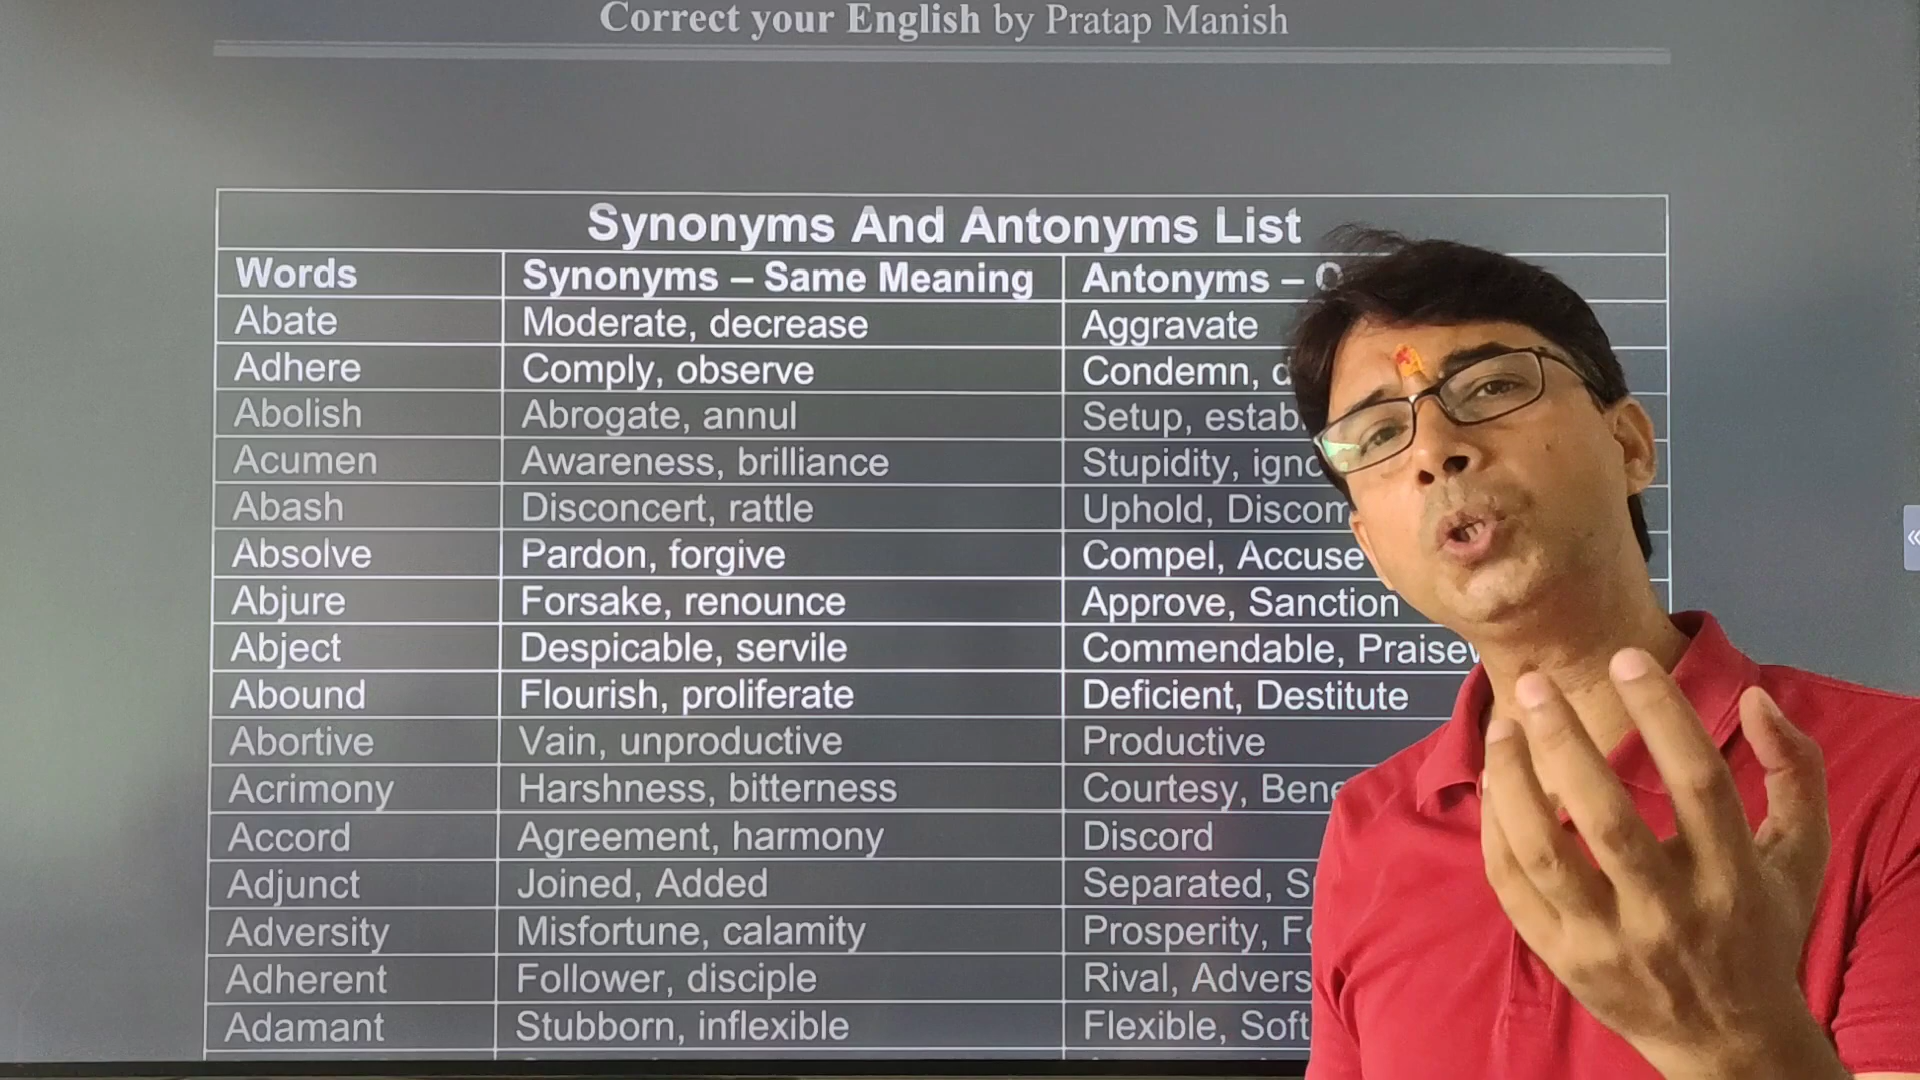 Correct your English by Pratap Manish
Synonyms And Antonyms List
Words Synonyms – Same Meaning Antonyms –
Abate Moderate, decrease Aggravate
Adhere Comply, observe Condemn,
Abolish Abrogate, annul Setup,
Acumen Awareness, brilliance Stupidity,
Abash Disconcert, rattle Uphold,
Absolve Pardon, forgive Compel, Accuse
Abjure Forsake, renounce Approve, Sanction
Abject Despicable, servile Commendable,
Abound Flourish, proliferate Deficient, Destitute
Abortive Vain, unproductive Productive
Acrimony Harshness, bitterness Courtesy,
Accord Agreement, harmony Discord
Adjunct Joined, Added Separated,
Adversity Misfortune, calamity Prosperity,
Adherent Follower, disciple Rival,
Adamant Stubborn, inflexible Flexible, Soft
«